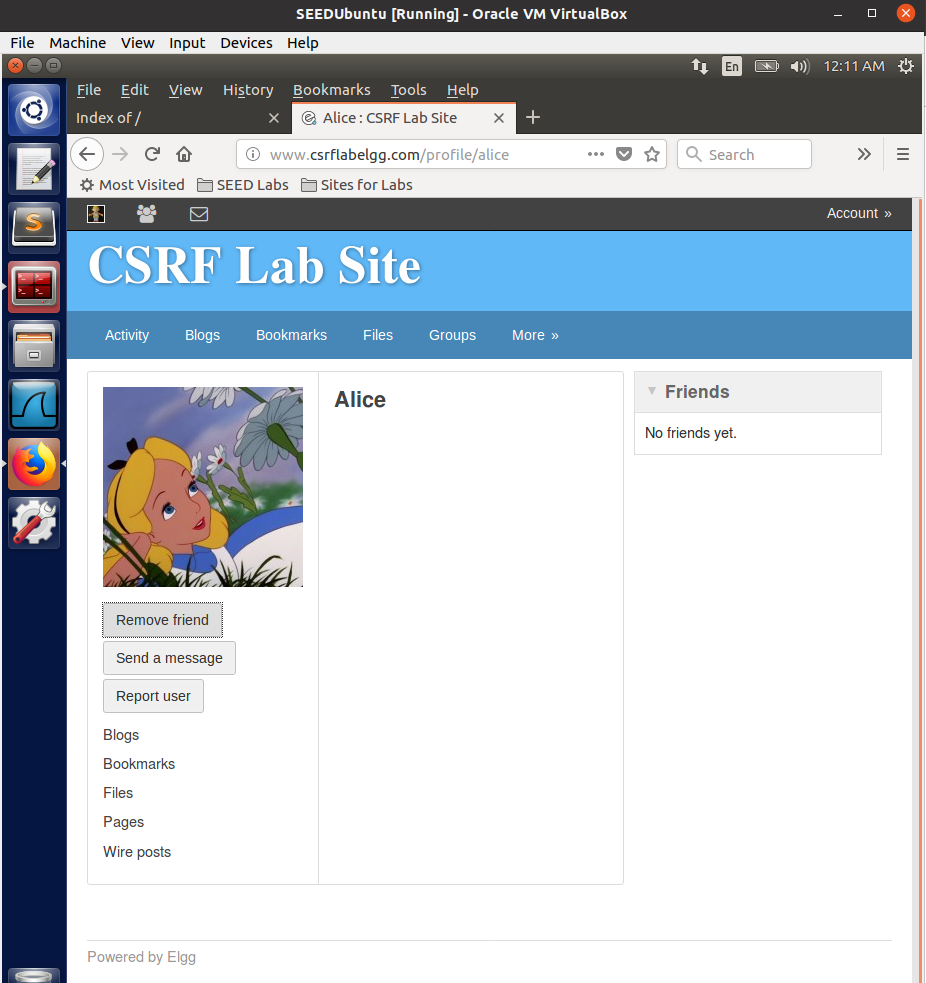 SEEDUbuntu [Running] - Oracle VM VirtualBox
File Machine View Input Devices Help
En 12:11 AM
File Edit View History Bookmarks Tools Help
Index of / Alice : CSRF Lab Site
www.csrflabelgg.com/profile/alice Search
Most Visited SEED Labs Sites for Labs
Account »
CSRF Lab Site
Activity Blogs Bookmarks Files Groups More »
Alice
Friends
No friends yet.
Remove friend
Send a message
Report user
Blogs
Bookmarks
Files
Pages
Wire posts
Powered by Elgg